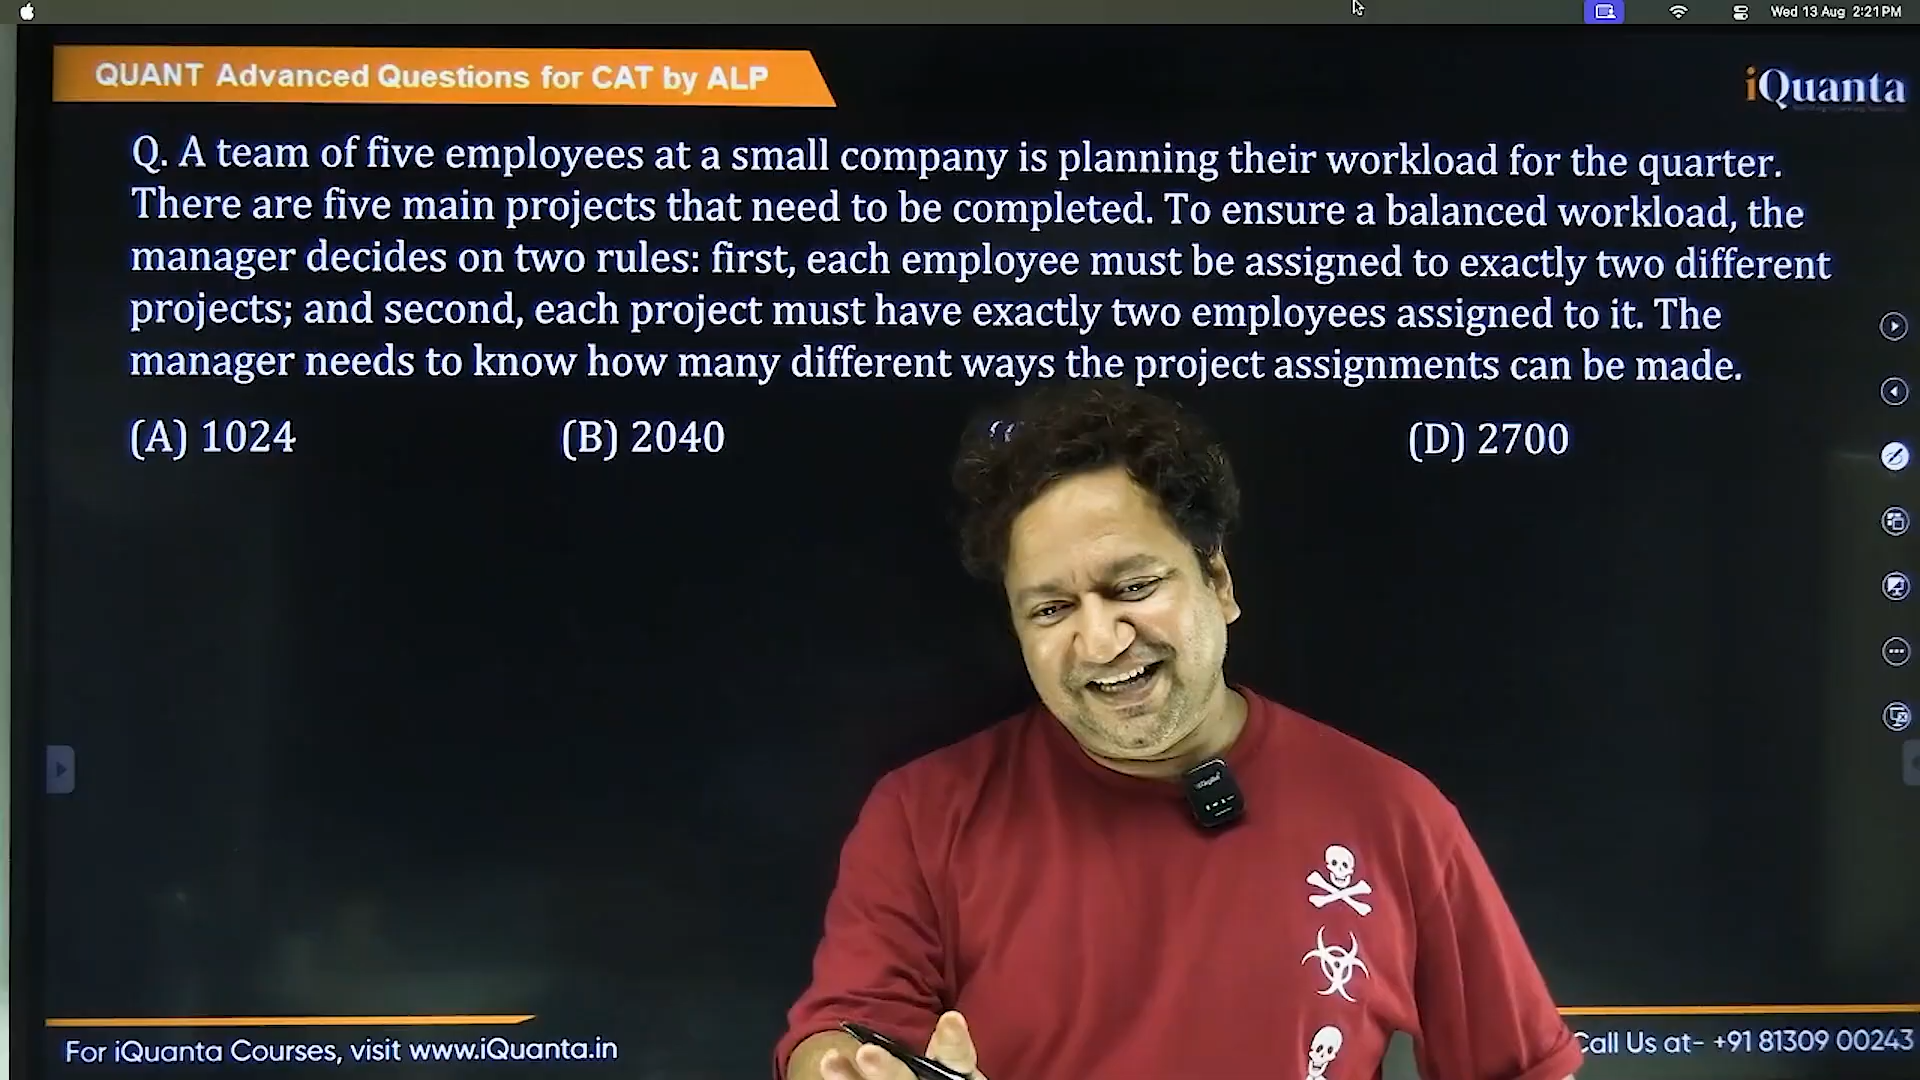 Wed 13 Aug 2:21 PM
QUANT Advanced Questions for CAT by ALP
iQuanta
Q. A team of five employees at a small company is planning their workload for the quarter.
There are five main projects that need to be completed. To ensure a balanced workload, the
manager decides on two rules: first, each employee must be assigned to exactly two different
projects; and second, each project must have exactly two employees assigned to it. The
manager needs to know how many different ways the project assignments can be made.
(A) 1024 (B) 2040 (D) 2700
For iQuanta Courses, visit www.iQuanta.in
Call Us at- +91 81309 00243